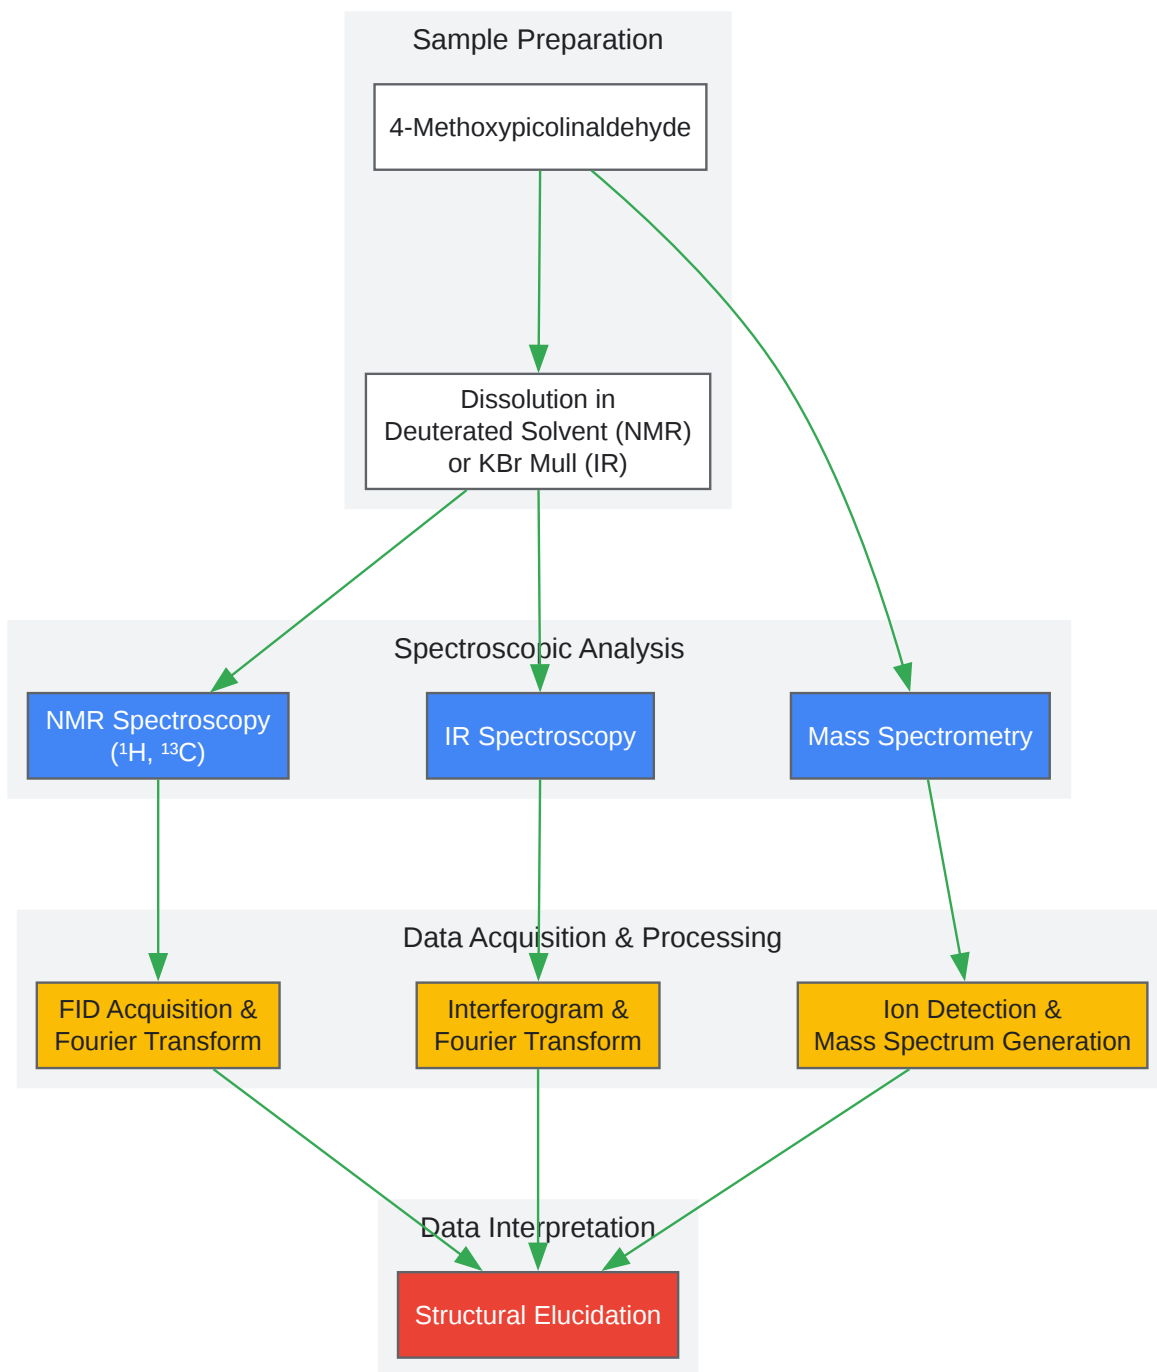 Sample Preparation
4-Methoxypicolinaldehyde
Dissolution in
Deuterated Solvent (NMR)
or KBr Mull (IR)
Spectroscopic Analysis
NMR Spectroscopy
(¹H, ¹³C)
IR Spectroscopy
Mass Spectrometry
Data Acquisition & Processing
FID Acquisition &
Fourier Transform
Interferogram &
Fourier Transform
Ion Detection &
Mass Spectrum Generation
Data Interpretation
Structural Elucidation